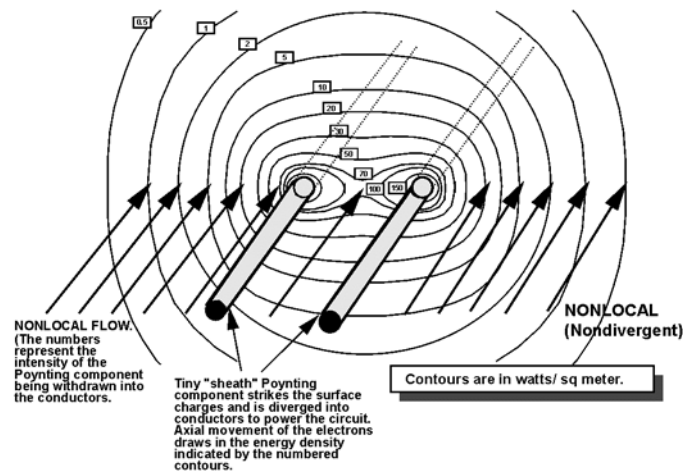 0.5
1
2
5
10
20
30
50
70
100
150
NONLOCAL FLOW.
(The numbers
represent the
intensity of the
Poynting component
being withdrawn into
the conductors.
NONLOCAL
(Nondivergent)
Tiny "sheath" Poynting
component strikes the surface
charges and is diverged into
conductors to power the circuit.
Axial movement of the electrons
draws in the energy density
indicated by the numbered
contours.
Contours are in watts/ sq meter.